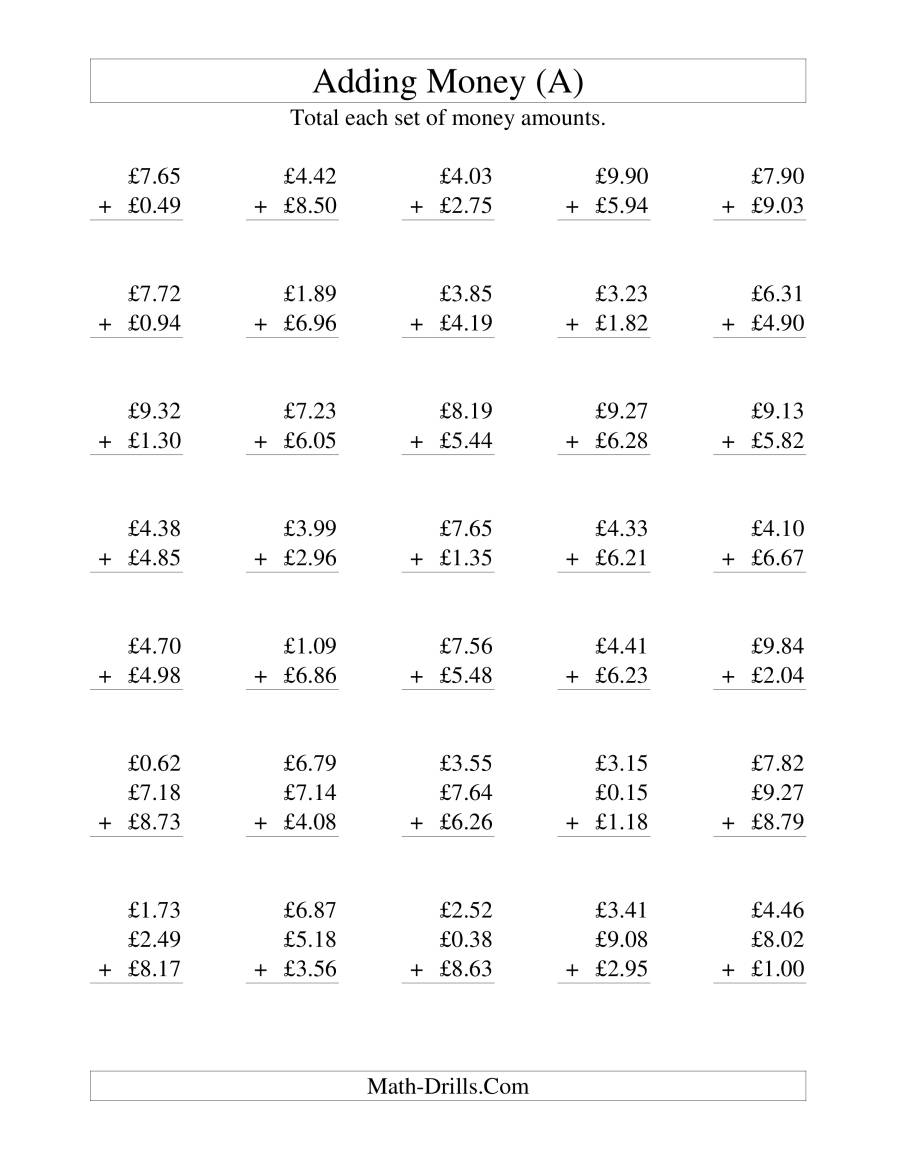 Adding Money (A)
Total each set of money amounts.
£7.65 £4.42 £4.03 £9.90 £7.90
+ £0.49 + £8.50 + £2.75 + £5.94 + £9.03
£7.72 £1.89 £3.85 £3.23 £6.31
+ £0.94 + £6.96 + £4.19 + £1.82 + £4.90
£9.32 £7.23 £8.19 £9.27 £9.13
+ £1.30 + £6.05 + £5.44 + £6.28 + £5.82
£4.38 £3.99 £7.65 £4.33 £4.10
+ £4.85 + £2.96 + £1.35 + £6.21 + £6.67
£4.70 £1.09 £7.56 £4.41 £9.84
+ £4.98 + £6.86 + £5.48 + £6.23 + £2.04
£0.62 £6.79 £3.55 £3.15 £7.82
£7.18 £7.14 £7.64 £0.15 £9.27
+ £8.73 + £4.08 + £6.26 + £1.18 + £8.79
£1.73 £6.87 £2.52 £3.41 £4.46
£2.49 £5.18 £0.38 £9.08 £8.02
+ £8.17 + £3.56 + £8.63 + £2.95 + £1.00
Math-Drills.Com